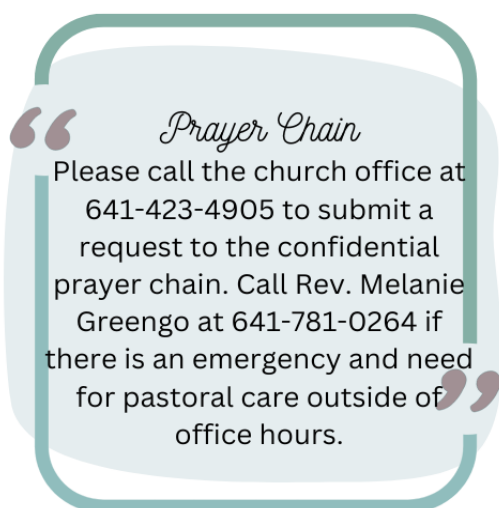 Prayer Chain
Please call the church office at
641-423-4905 to submit a
request to the confidential
prayer chain. Call Rev. Melanie
Greengo at 641-781-0264 if
there is an emergency and need
for pastoral care outside of
office hours.